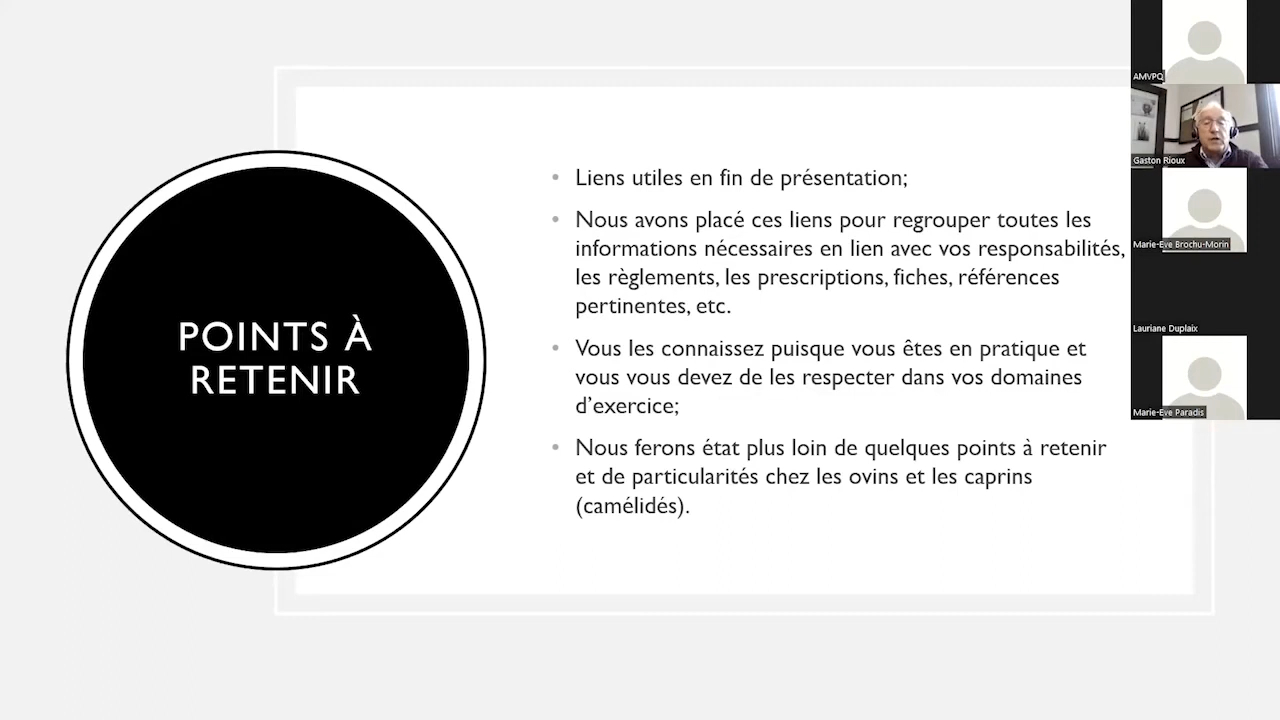 POINTS À
RETENIR
• Liens utiles en fin de présentation;
• Nous avons placé ces liens pour regrouper toutes les
informations nécessaires en lien avec vos responsabilités,
les règlements, les prescriptions, fiches, références
pertinentes, etc.
• Vous les connaissez puisque vous êtes en pratique et
vous vous devez de les respecter dans vos domaines
d’exercice;
• Nous ferons état plus loin de quelques points à retenir
et de particularités chez les ovins et les caprins
(camélidés).
AMVPQ
Gaston Rioux
Marie-Eve Brochu-Morin
Lauriane Duplaix
Marie-Eve Paradis